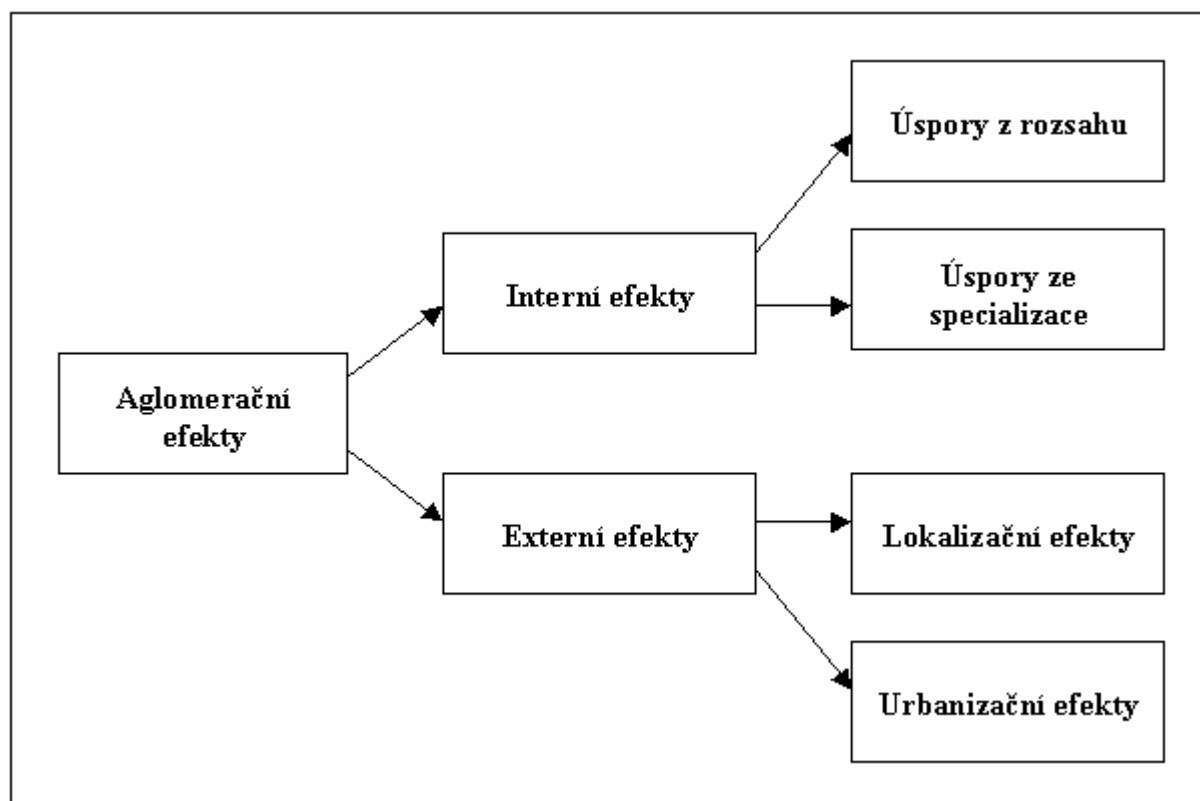 Úspory z rozsahu
Interní efekty
Úspory ze
specializace
Aglomerační
efekty
Externí efekty
Lokalizační efekty
Urbanizační efekty